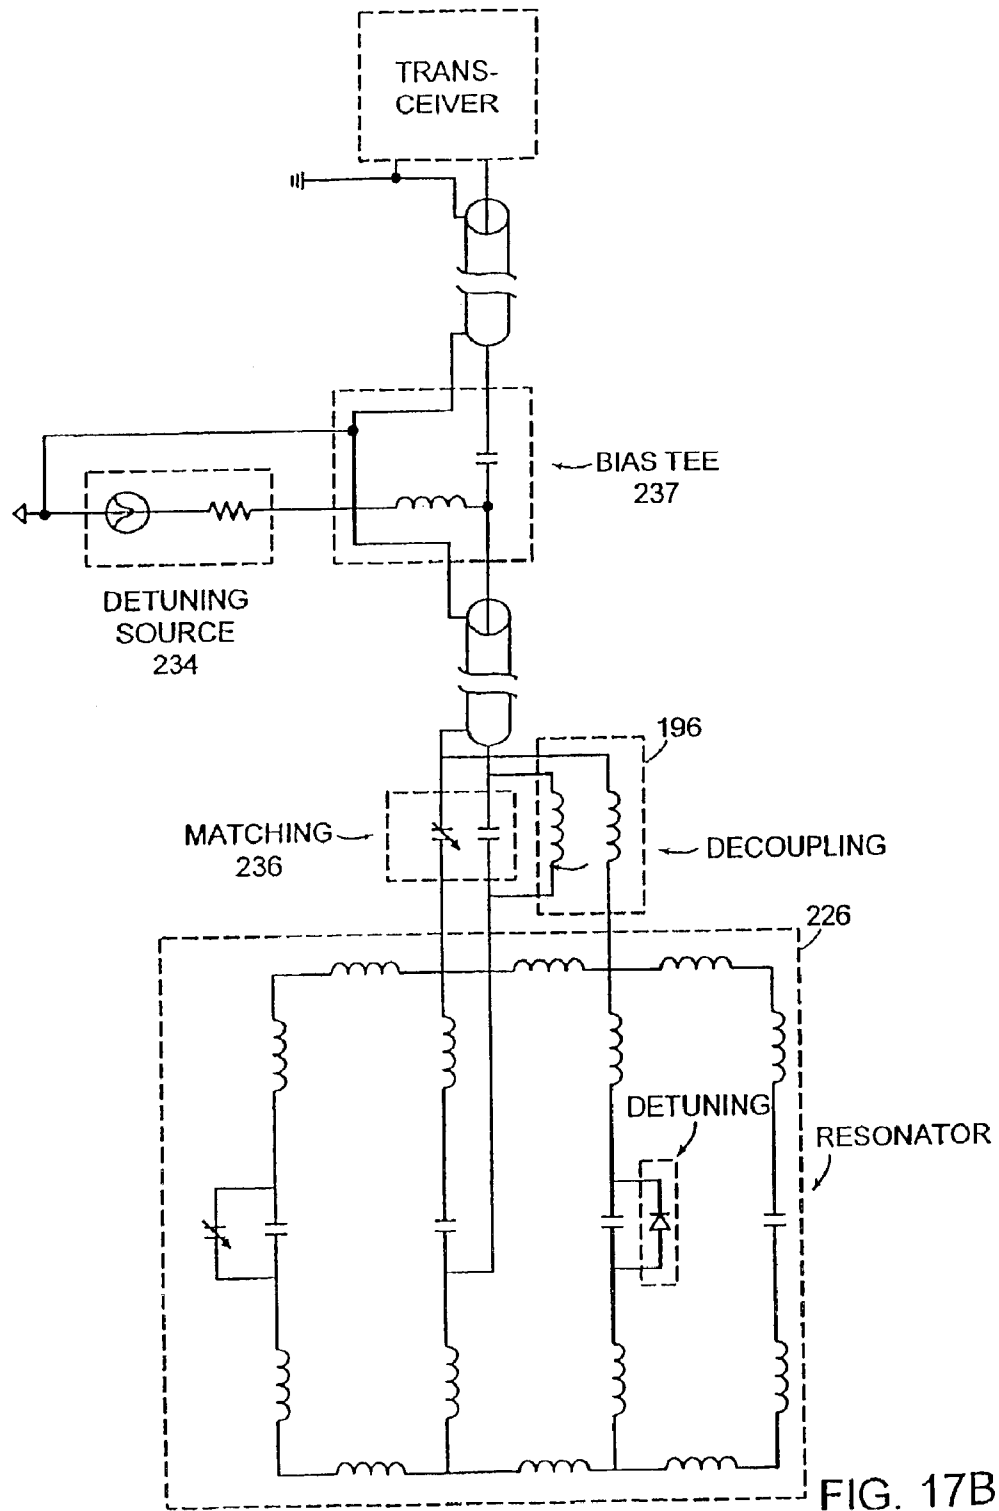 TRANS-
CEIVER
BIAS TEE
237
DETUNING
SOURCE
234
196
MATCHING
236
DECOUPLING
226
DETUNING
RESONATOR
FIG. 17B